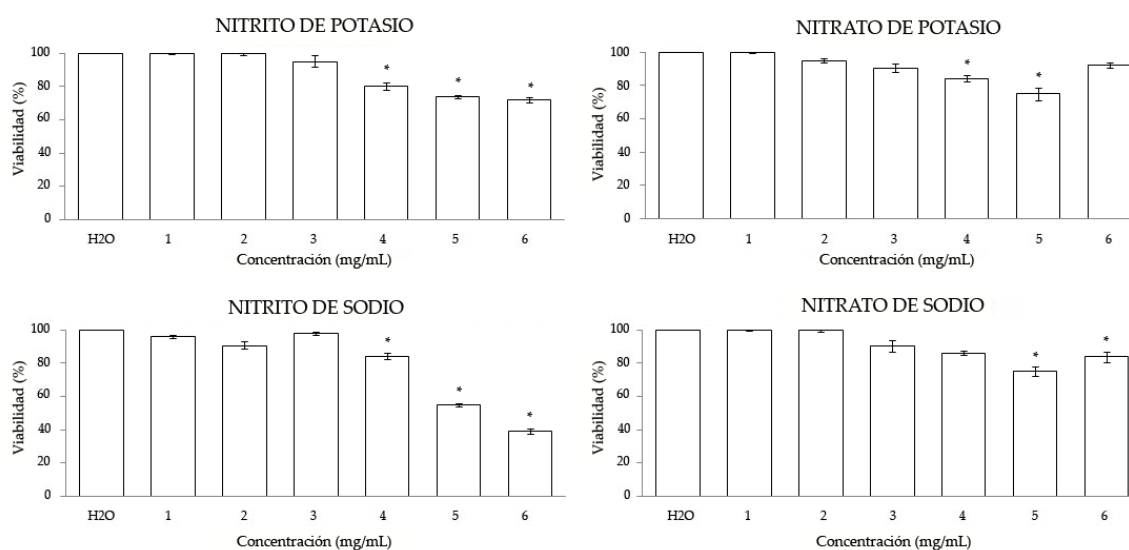 NITRITO DE POTASIO
Viabilidad (%)
100
80
60
40
20
0
*
*
*
H2O 1 2 3 4 5 6
Concentración (mg/mL)
NITRATO DE POTASIO
Viabilidad (%)
100
80
60
40
20
0
*
*
H2O 1 2 3 4 5 6
Concentración (mg/mL)
NITRITO DE SODIO
Viabilidad (%)
100
80
60
40
20
0
*
*
*
H2O 1 2 3 4 5 6
Concentración (mg/mL)
NITRATO DE SODIO
Viabilidad (%)
100
80
60
40
20
0
*
*
H2O 1 2 3 4 5 6
Concentración (mg/mL)